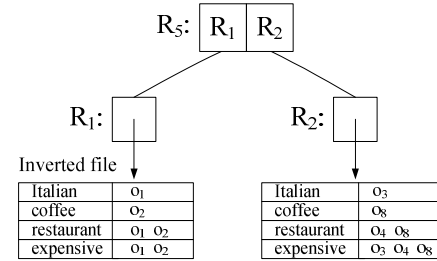 R5: R1 R2
R1: R2:
Inverted file
Italian o1
coffee o2
restaurant o1 o2
expensive o1 o2
Italian o3
coffee o8
restaurant o4 o8
expensive o3 o4 o8